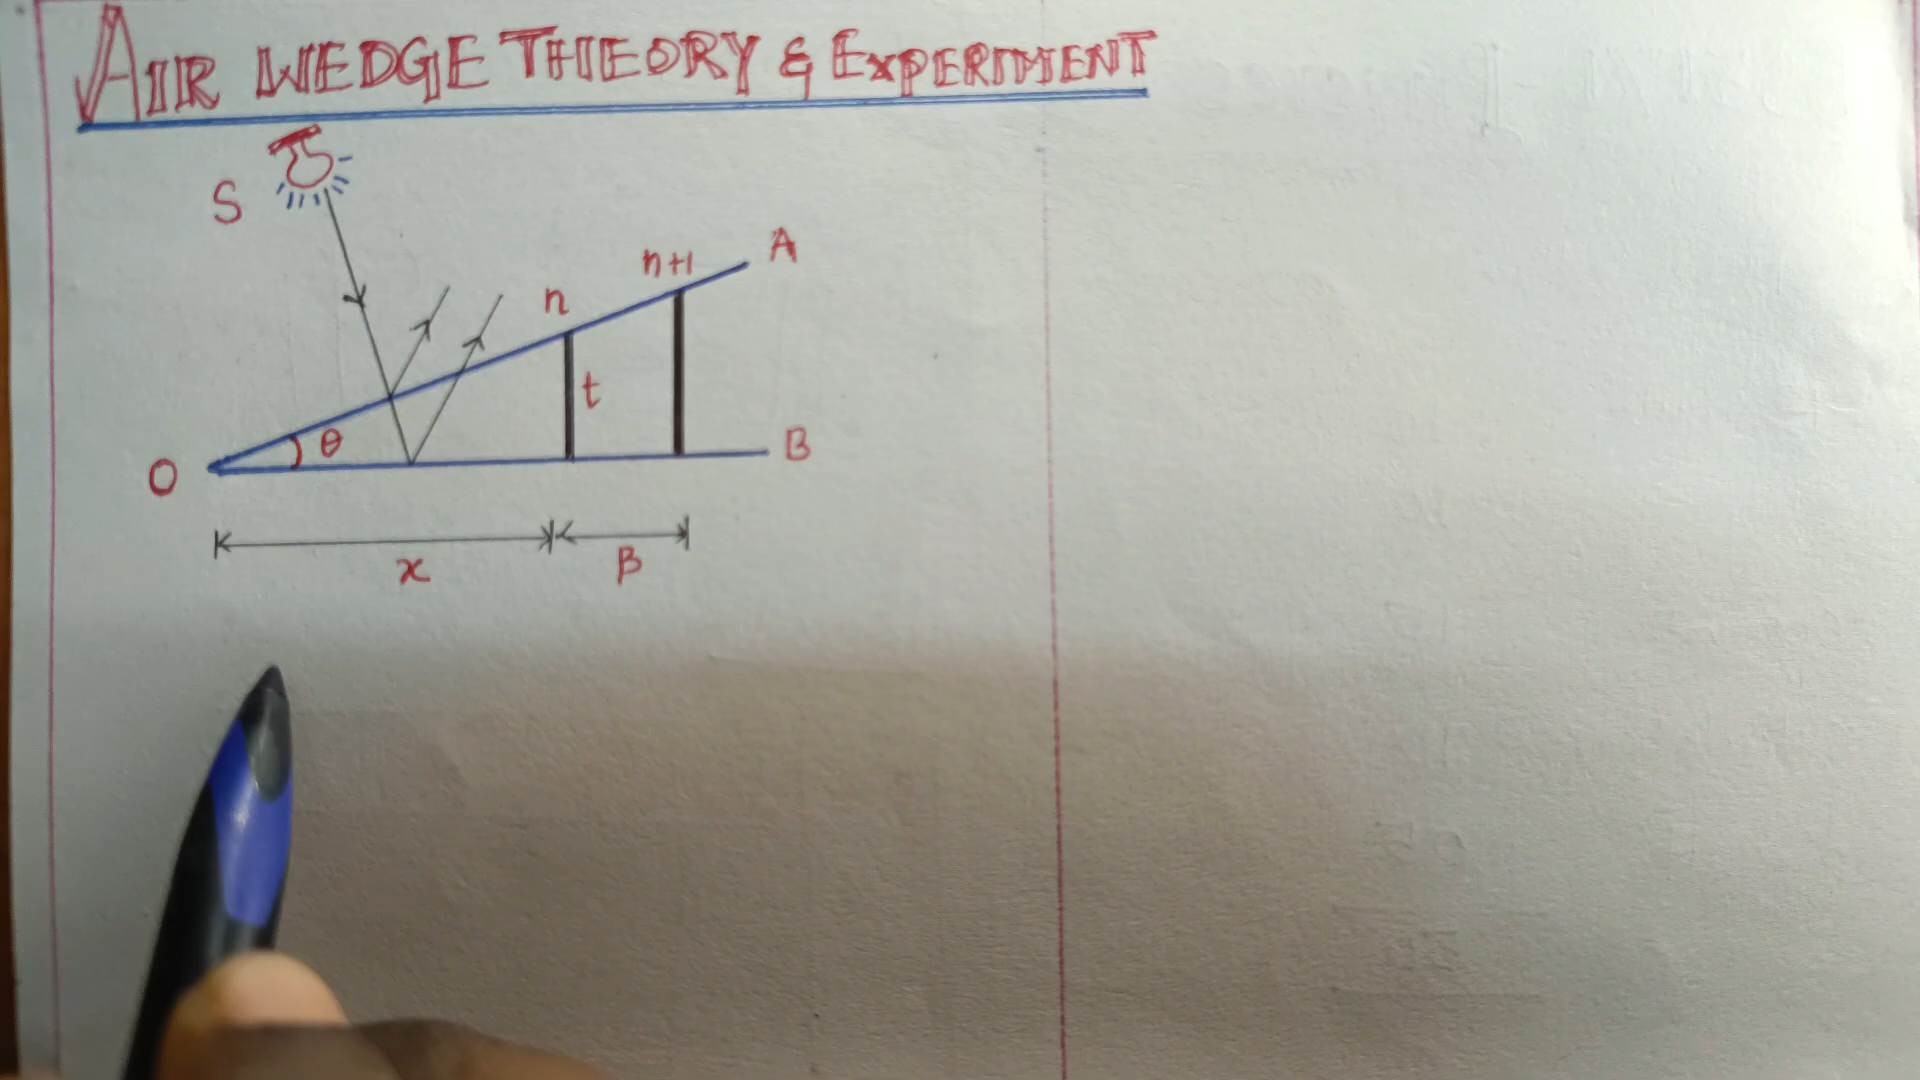 AIR WEDGE THEORY & EXPERIMENT
S
A
n+1
n
t
θ
B
O
x
β